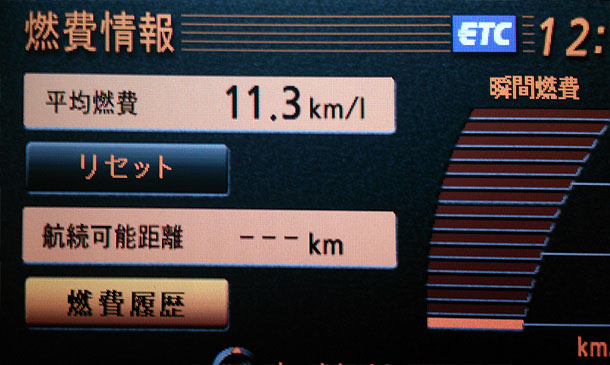 燃費情報 ETC 12:
瞬間燃費
平均燃費 11.3 km/l
リセット
航続可能距離 --- km
燃費履歴
km